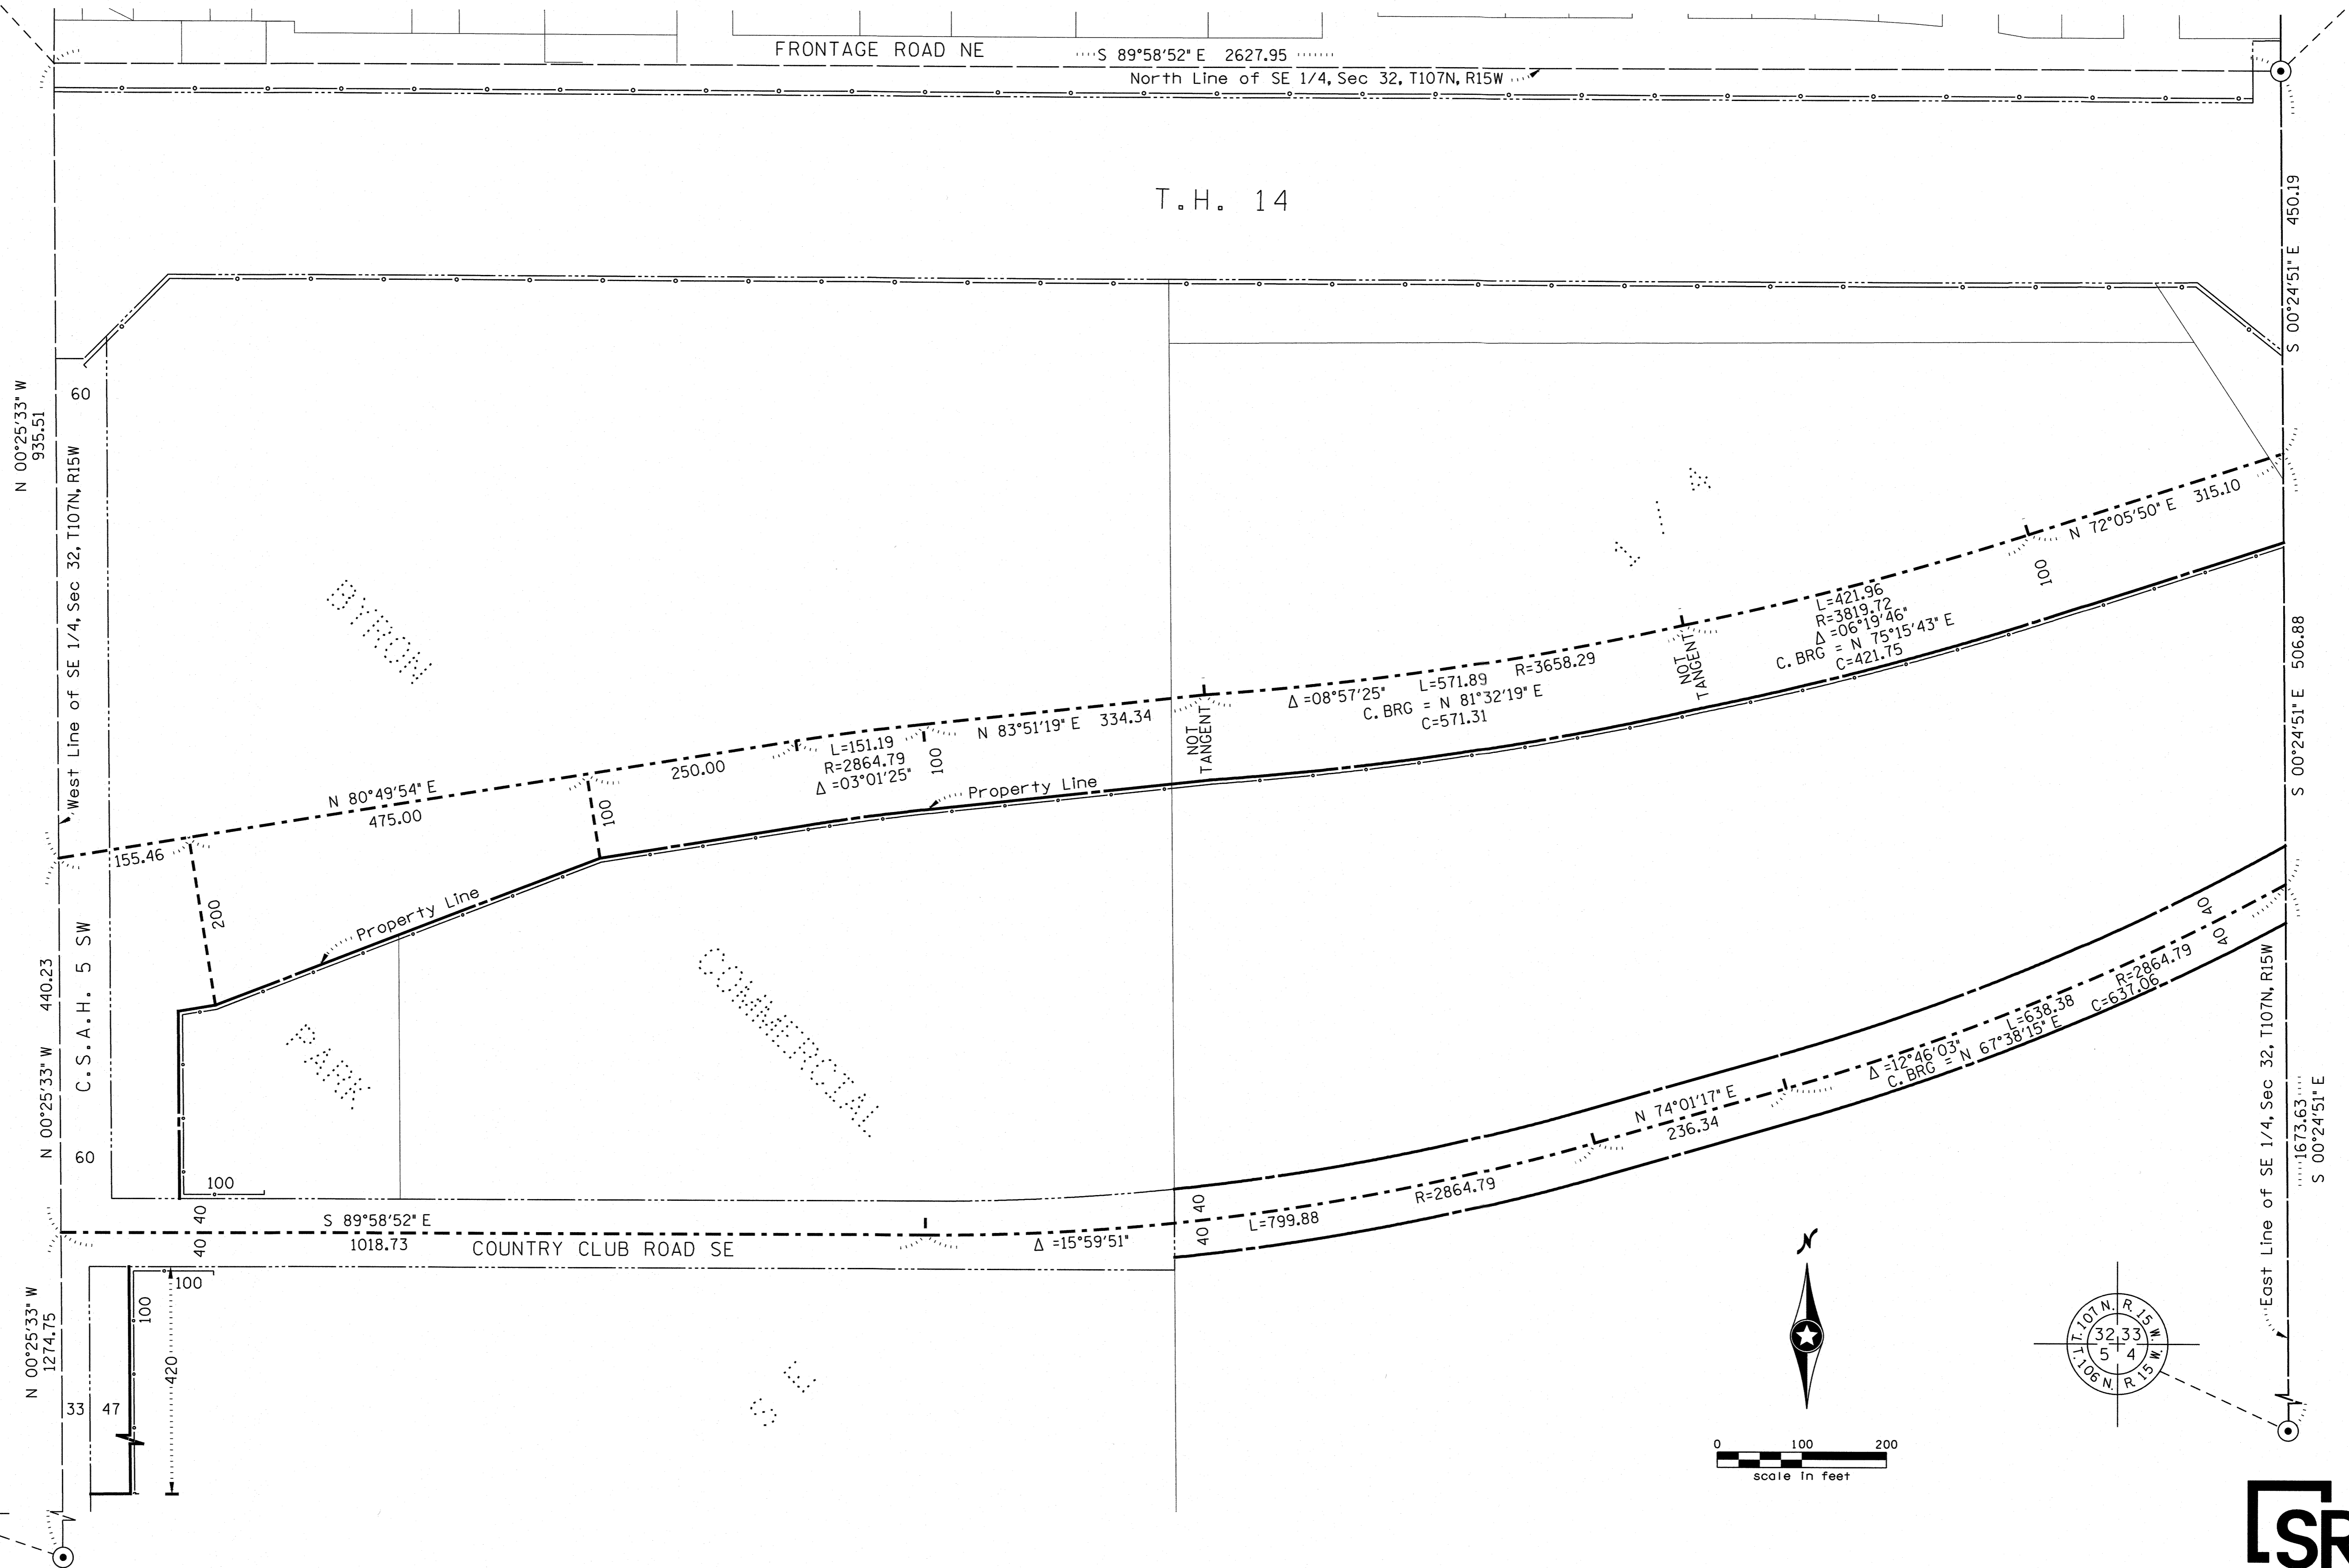 FRONTAGE ROAD NE
S 89°58'52" E 2627.95
North Line of SE 1/4, Sec 32, T107N, R15W
T.H. 14
S 00°24'51" E 450.19
60
N 00°25'33" W
935.51
West Line of SE 1/4, Sec 32, T107N, R15W
BYRON
1/4
N 72°05'50" E 315.10
100
L=421.96
R=3819.72
Δ =06°19'46"
C. BRG = N 75°15'43" E
C=421.75
NOT
TANGENT
Δ =08°57'25" L=571.89 R=3658.29
C. BRG = N 81°32'19" E
C=571.31
NOT
TANGENT
N 83°51'19" E 334.34
100
L=151.19
R=2864.79
Δ =03°01'25"
250.00
N 80°49'54" E
475.00
100
155.46
200
Property Line
Property Line
S 00°24'51" E 506.88
C.S.A.H. 5 SW
N 00°25'33" W 440.23
60
PARK
COMMERCIAL
40
40
R=2864.79
L=638.38
C=637.06
Δ =12°46'03"
C. BRG = N 67°38'15" E
N 74°01'17" E
236.34
R=2864.79
L=799.88
Δ =15°59'51"
40
40
100
40
40
S 89°58'52" E
1018.73
COUNTRY CLUB ROAD SE
100
100
420
33
47
N 00°25'33" W
1274.75
S E
East Line of SE 1/4, Sec 32, T107N, R15W
1673.63
S 00°24'51" E
N
0 100 200
scale in feet
T. 107 N. R. 15 W.
32 33
5 4
T. 106 N. R. 15 W.
SR